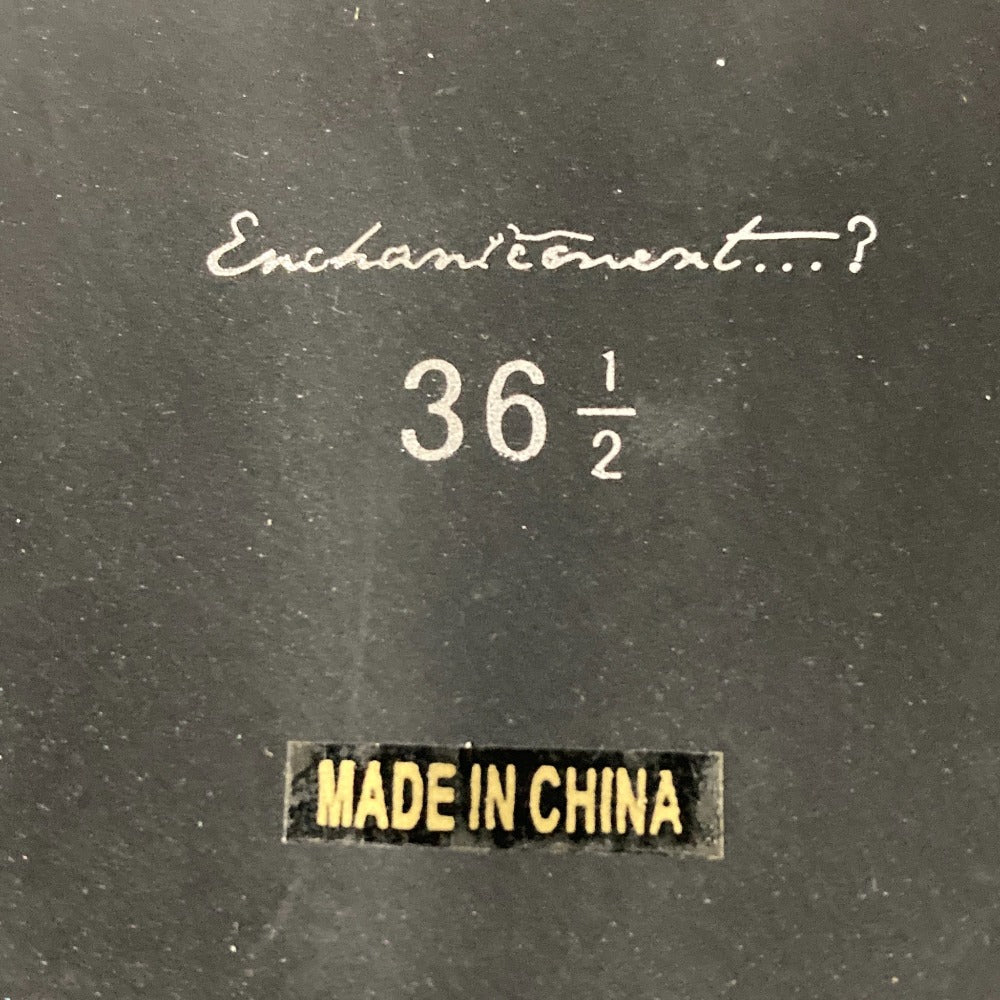 Enchantement...?
36 1/2
MADE IN CHINA